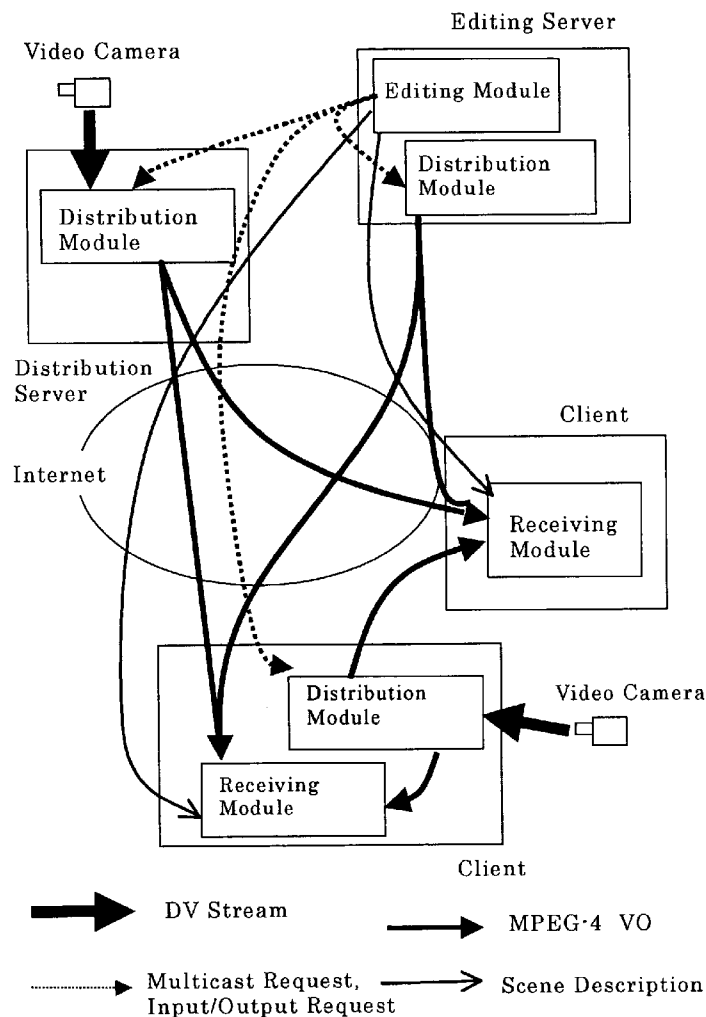 Editing Server
Video Camera
Editing Module
Distribution
Module
Distribution
Module
Distribution
Server
Internet
Client
Receiving
Module
Distribution
Module
Video Camera
Receiving
Module
Client
DV Stream
MPEG-4 VO
Multicast Request,
Input/Output Request
Scene Description